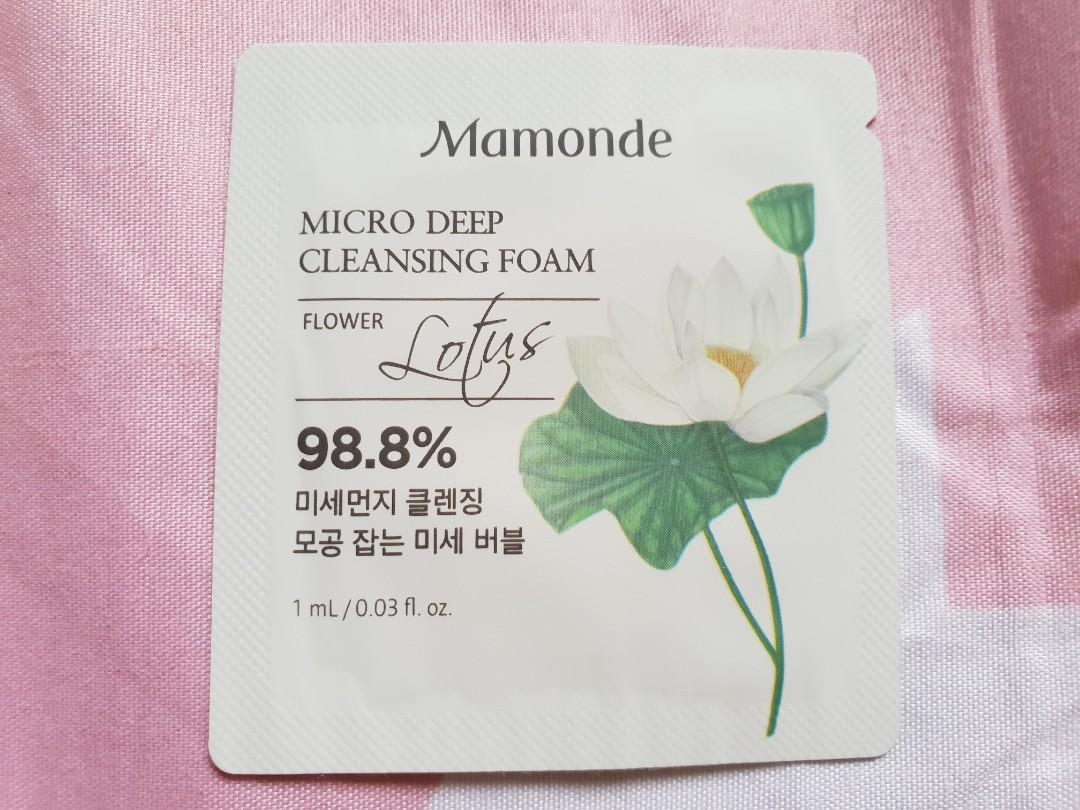 Mamonde
MICRO DEEP
CLEANSING FOAM
FLOWER Lotus
98.8%
미세먼지 클렌징
모공 잡는 미세 버블
1 mL / 0.03 fl. oz.